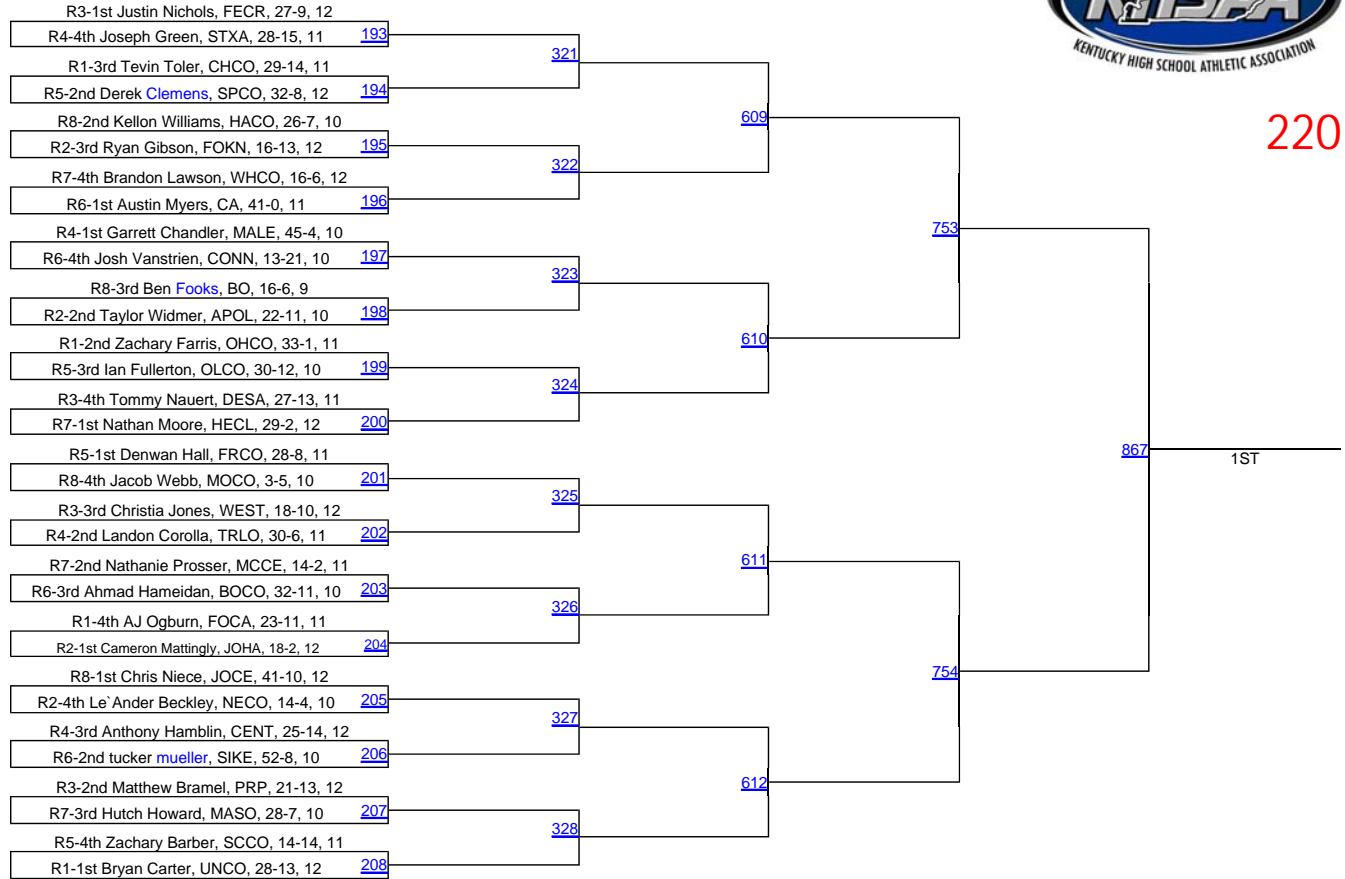 KENTUCKY HIGH SCHOOL ATHLETIC ASSOCIATION
220
R3-1st Justin Nichols, FECR, 27-9, 12
R4-4th Joseph Green, STXA, 28-15, 11
193
R1-3rd Tevin Toler, CHCO, 29-14, 11
R5-2nd Derek Clemens, SPCO, 32-8, 12
194
R8-2nd Kellon Williams, HACO, 26-7, 10
R2-3rd Ryan Gibson, FOKN, 16-13, 12
195
R7-4th Brandon Lawson, WHCO, 16-6, 12
R6-1st Austin Myers, CA, 41-0, 11
196
R4-1st Garrett Chandler, MALE, 45-4, 10
R6-4th Josh Vanstrien, CONN, 13-21, 10
197
R8-3rd Ben Fooks, BO, 16-6, 9
R2-2nd Taylor Widmer, APOL, 22-11, 10
198
R1-2nd Zachary Farris, OHCO, 33-1, 11
R5-3rd Ian Fullerton, OLCO, 30-12, 10
199
R3-4th Tommy Nauert, DESA, 27-13, 11
R7-1st Nathan Moore, HECL, 29-2, 12
200
R5-1st Denwan Hall, FRCO, 28-8, 11
R8-4th Jacob Webb, MOCO, 3-5, 10
201
R3-3rd Christia Jones, WEST, 18-10, 12
R4-2nd Landon Corolla, TRLO, 30-6, 11
202
R7-2nd Nathanie Prosser, MCCE, 14-2, 11
R6-3rd Ahmad Hameidan, BOCO, 32-11, 10
203
R1-4th AJ Ogburn, FOCA, 23-11, 11
R2-1st Cameron Mattingly, JOHA, 18-2, 12
204
R8-1st Chris Niece, JOCE, 41-10, 12
R2-4th Le`Ander Beckley, NECO, 14-4, 10
205
R4-3rd Anthony Hamblin, CENT, 25-14, 12
R6-2nd tucker mueller, SIKE, 52-8, 10
206
R3-2nd Matthew Bramel, PRP, 21-13, 12
R7-3rd Hutch Howard, MASO, 28-7, 10
207
R5-4th Zachary Barber, SCCO, 14-14, 11
R1-1st Bryan Carter, UNCO, 28-13, 12
208
321
322
323
324
325
326
327
328
609
610
611
612
753
754
867
1ST